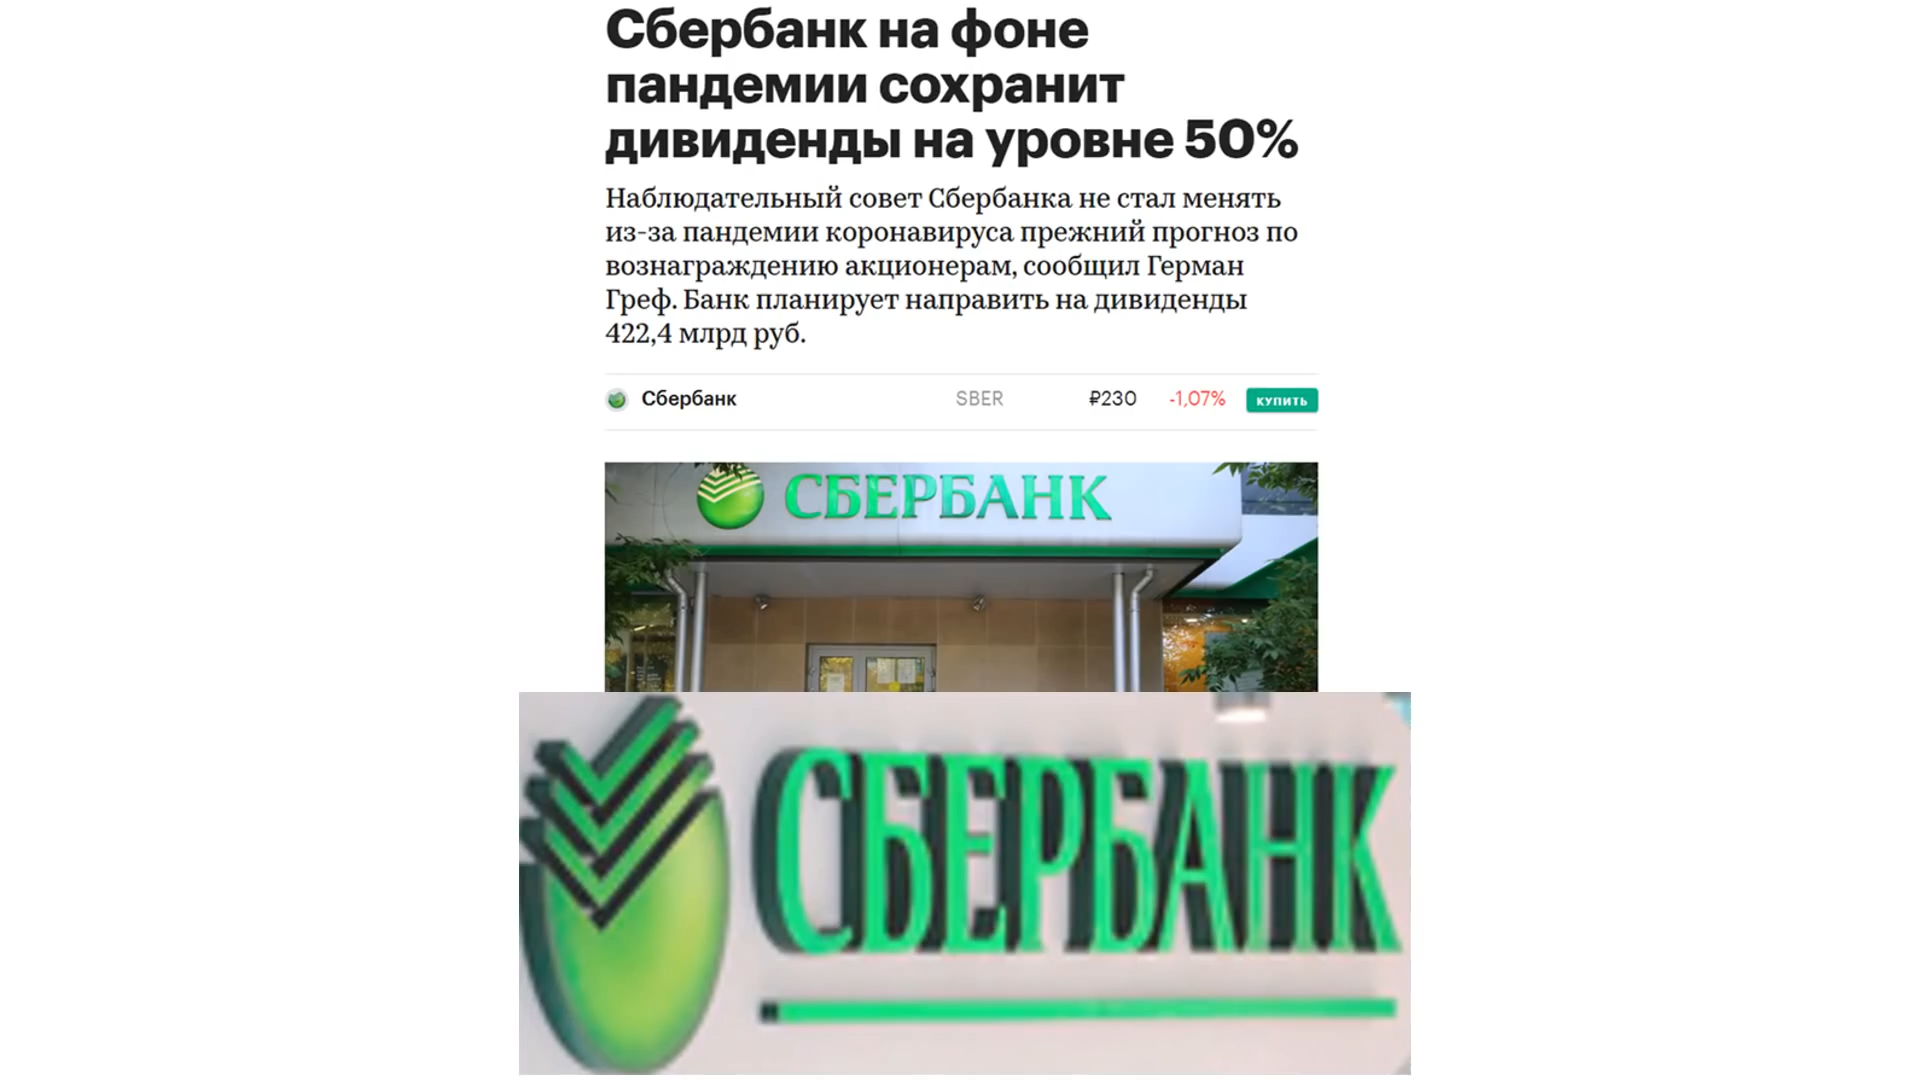 Сбербанк на фоне
пандемии сохранит
дивиденды на уровне 50%
Наблюдательный совет Сбербанка не стал менять
из-за пандемии коронавируса прежний прогноз по
вознаграждению акционерам, сообщил Герман
Греф. Банк планирует направить на дивиденды
422,4 млрд руб.
Сбербанк SBER ₽230 -1,07% КУПИТЬ
СБЕРБАНК
СБЕРБАНК